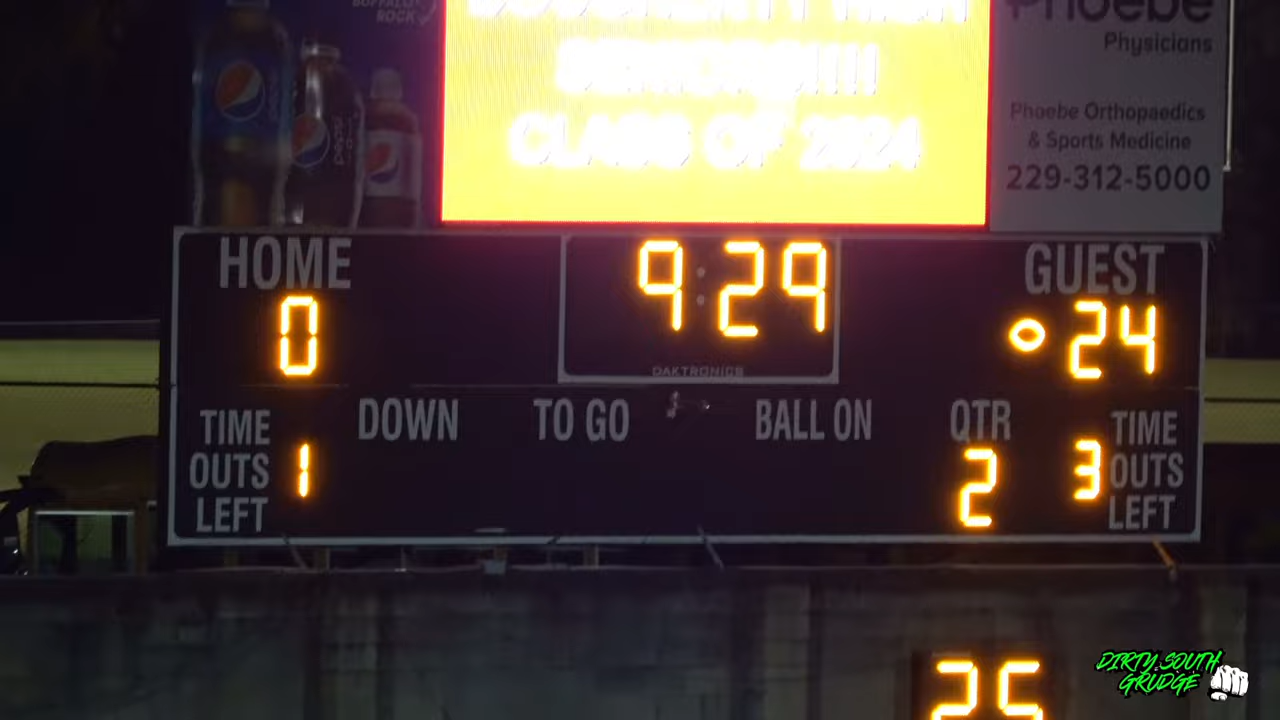 BUFFALO
ROCK
pepsi
CLASS OF 2024
Phoebe
Physicians
Phoebe Orthopaedics
& Sports Medicine
229-312-5000
HOME
9:29
GUEST
0
24
DAKTRONICS
TIME OUTS LEFT
1
DOWN
TO GO
BALL ON
QTR
2
3
TIME OUTS LEFT
25
DIRTY SOUTH
GRUDGE